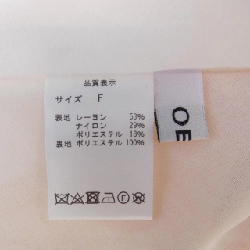 品質表示
サイズ F
表地 レーヨン 53%
ナイロン 29%
ポリエステル 18%
裏地 ポリエステル 100%
OE